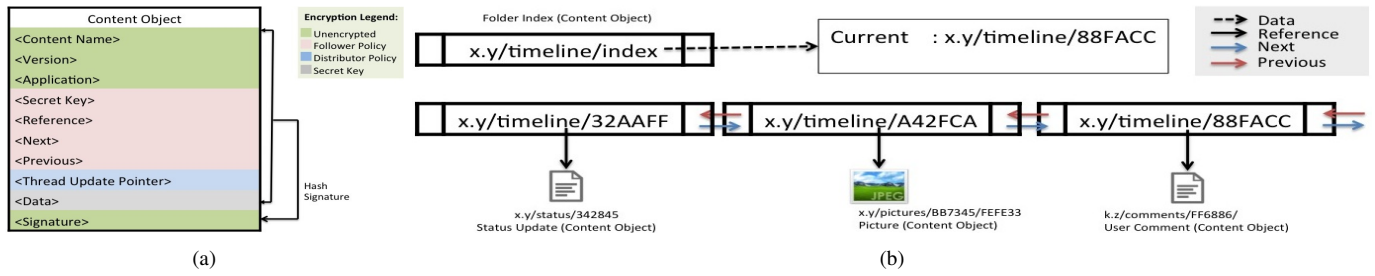 Content Object
<Content Name>
<Version>
<Application>
<Secret Key>
<Reference>
<Next>
<Previous>
<Thread Update Pointer>
<Data>
<Signature>
Hash
Signature
(a)
Encryption Legend:
Unencrypted
Follower Policy
Distributor Policy
Secret Key
Folder Index (Content Object)
x.y/timeline/index
Current : x.y/timeline/88FACC
Data
Reference
Next
Previous
x.y/timeline/32AAFF
x.y/timeline/A42FCA
x.y/timeline/88FACC
JPEG
x.y/status/342845
Status Update (Content Object)
x.y/pictures/BB7345/FEFE33
Picture (Content Object)
k.z/comments/FF6886/
User Comment (Content Object)
(b)